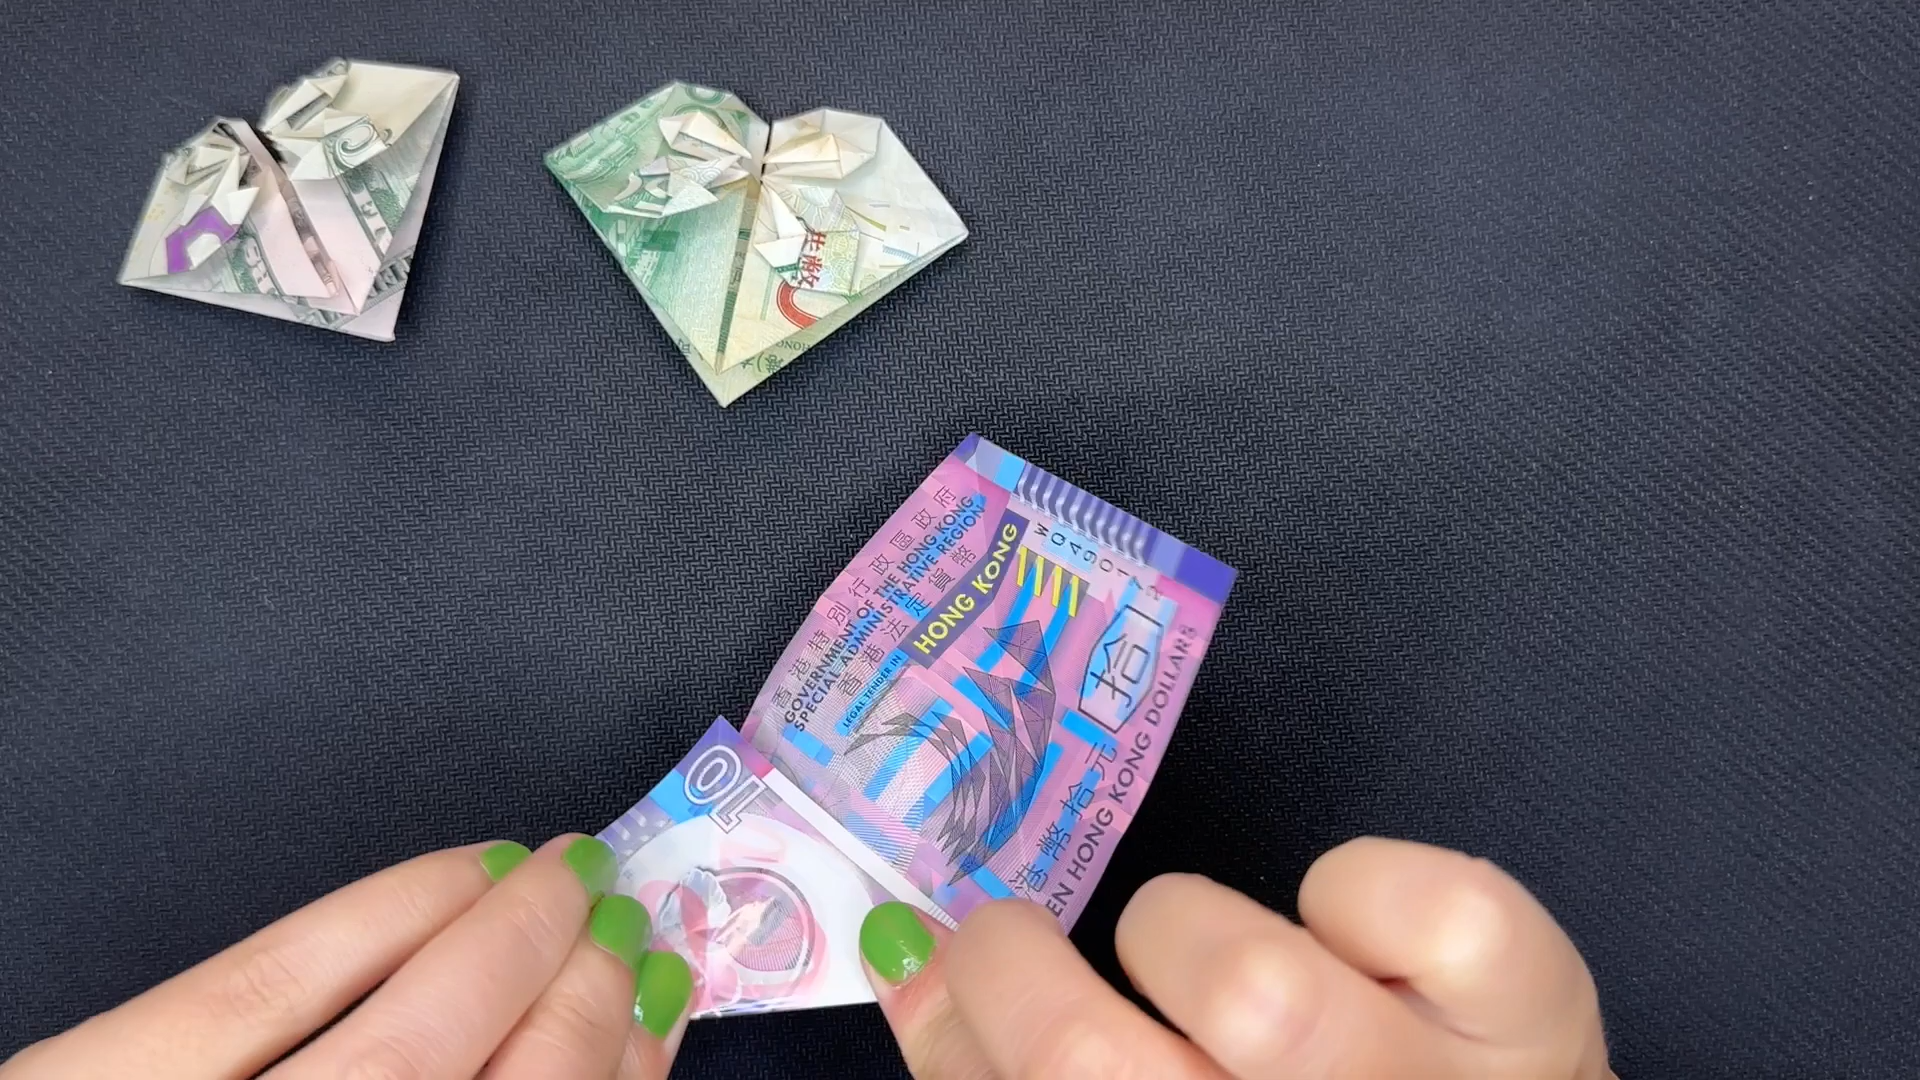 香港特別行政區政府
GOVERNMENT OF THE HONG KONG
SPECIAL ADMINISTRATIVE REGION
香港法定貨幣
LEGAL TENDER IN
HONG KONG
拾
港幣拾元
EN HONG KONG DOLLARS
10